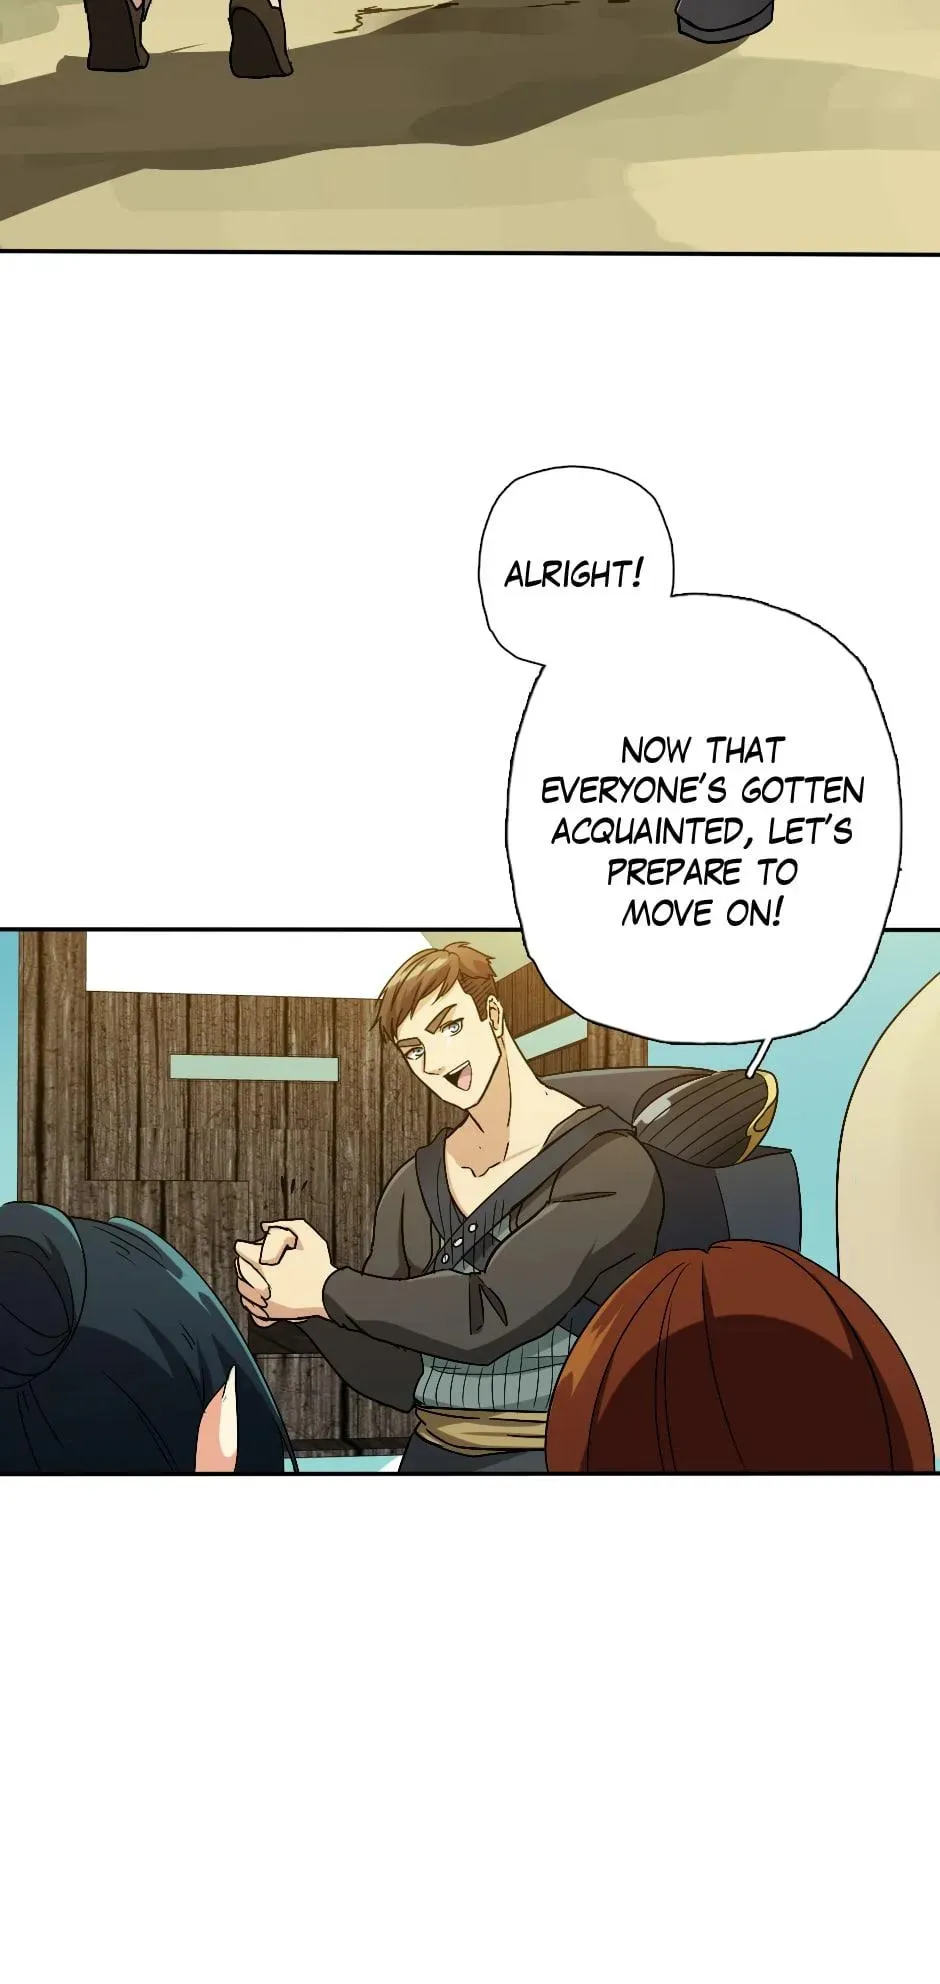 ALRIGHT!
NOW THAT
EVERYONE'S GOTTEN
ACQUAINTED, LET'S
PREPARE TO
MOVE ON!